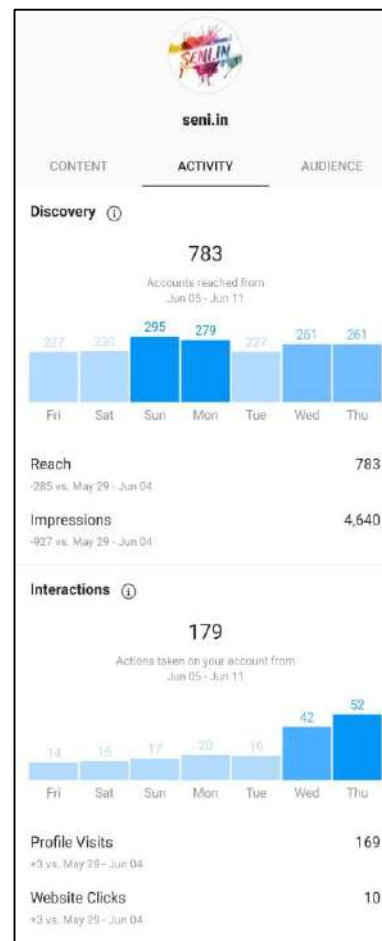 SENI.IN
seni.in
CONTENT ACTIVITY AUDIENCE
Discovery
783
Accounts reached from
Jun 05 - Jun 11
227 230 295 279 227 261 261
Fri Sat Sun Mon Tue Wed Thu
Reach 783
-285 vs. May 29 - Jun 04
Impressions 4,640
-927 vs. May 29 - Jun 04
Interactions
179
Actions taken on your account from
Jun 05 - Jun 11
14 15 17 20 19 42 52
Fri Sat Sun Mon Tue Wed Thu
Profile Visits 169
+3 vs. May 29 - Jun 04
Website Clicks 10
+3 vs. May 29 - Jun 04